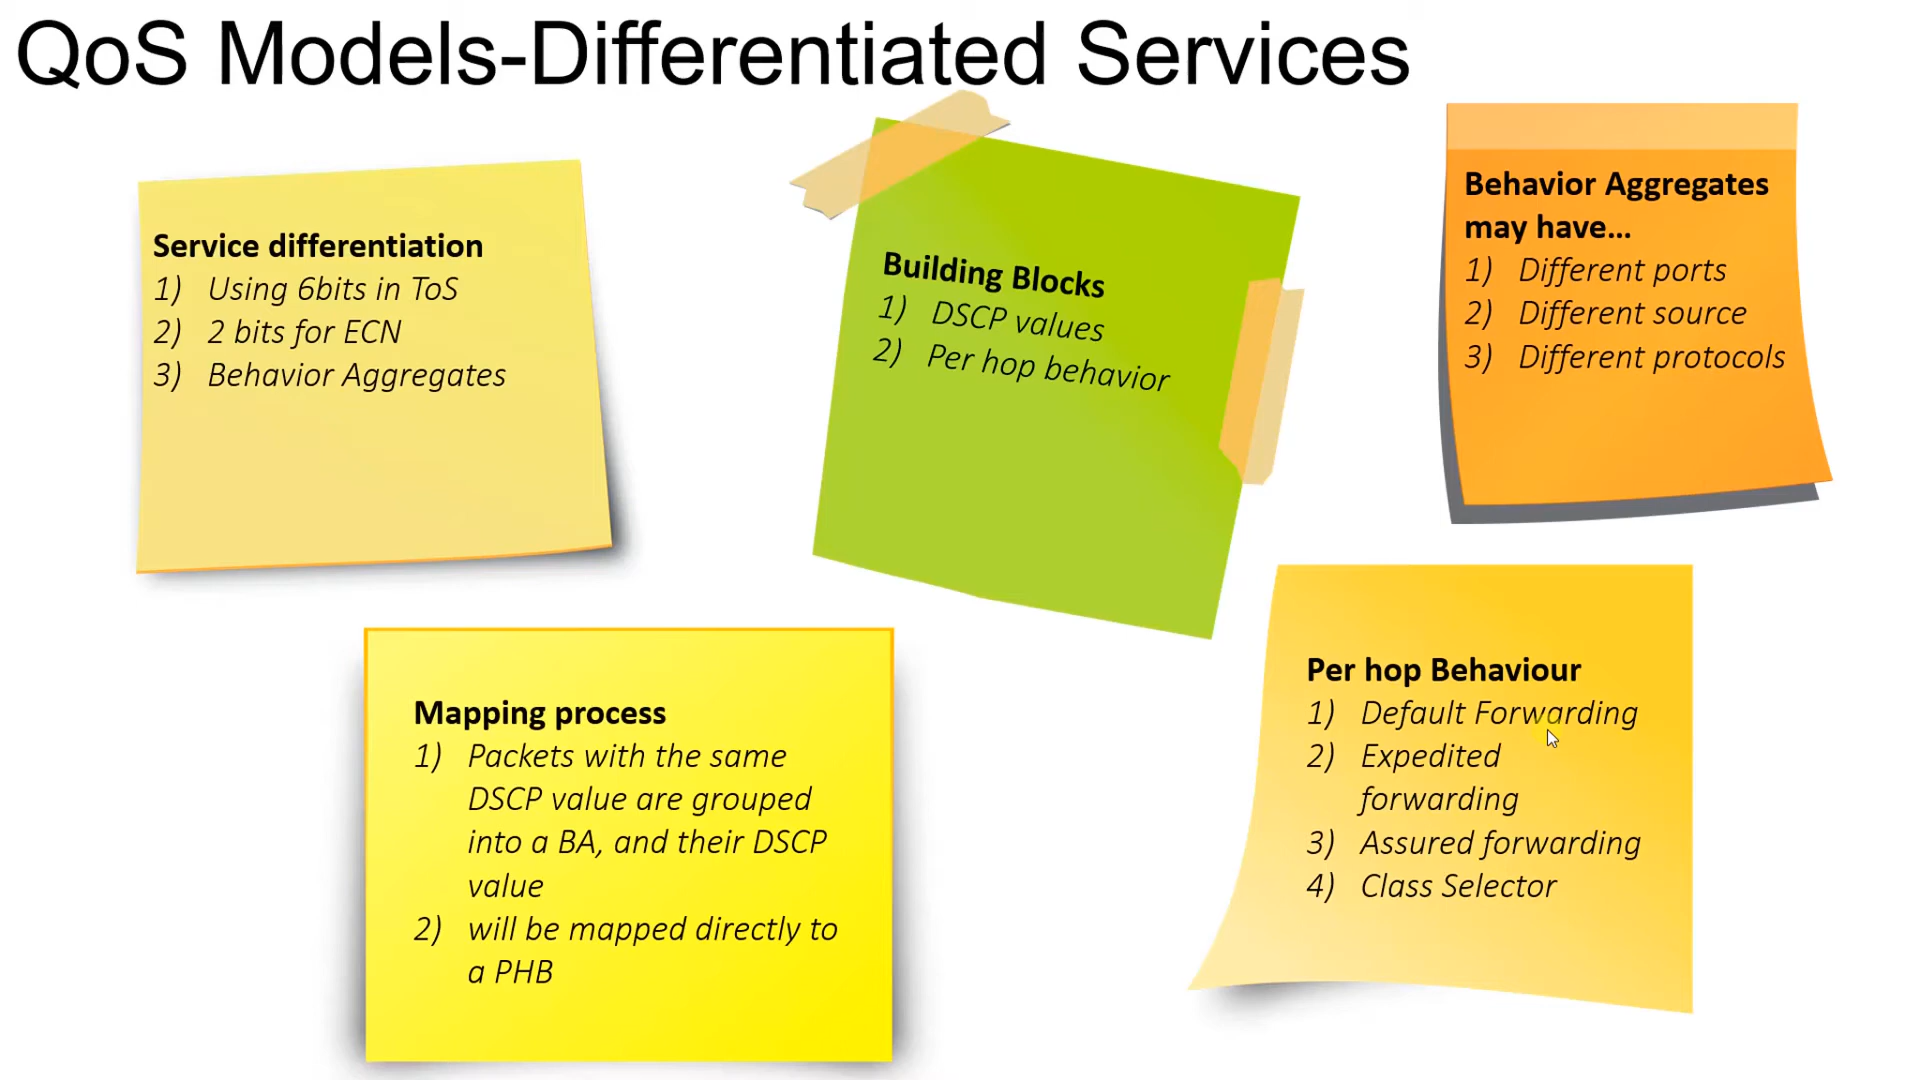 QoS Models-Differentiated Services
Service differentiation
1) Using 6bits in ToS
2) 2 bits for ECN
3) Behavior Aggregates
Building Blocks
1) DSCP values
2) Per hop behavior
Behavior Aggregates
may have...
1) Different ports
2) Different source
3) Different protocols
Mapping process
1) Packets with the same
DSCP value are grouped
into a BA, and their DSCP
value
2) will be mapped directly to
a PHB
Per hop Behaviour
1) Default Forwarding
2) Expedited
forwarding
3) Assured forwarding
4) Class Selector